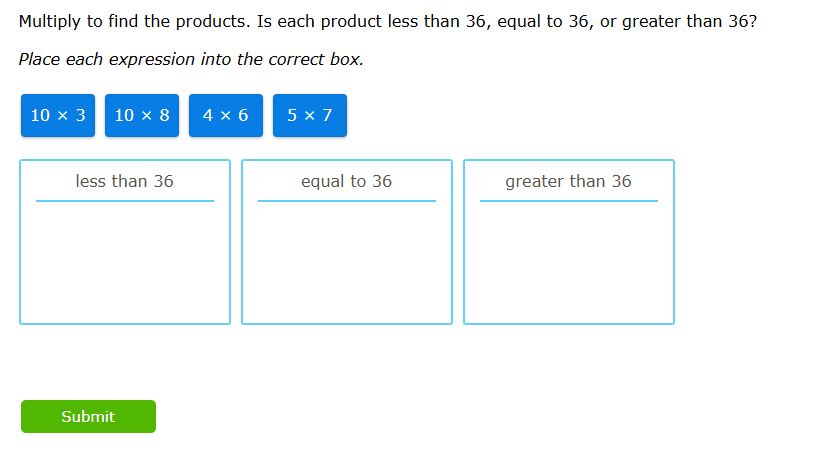 Multiply to find the products. Is each product less than 36, equal to 36, or greater than 36?
Place each expression into the correct box.
10 × 3 10 × 8 4 × 6 5 × 7
less than 36 equal to 36 greater than 36
Submit